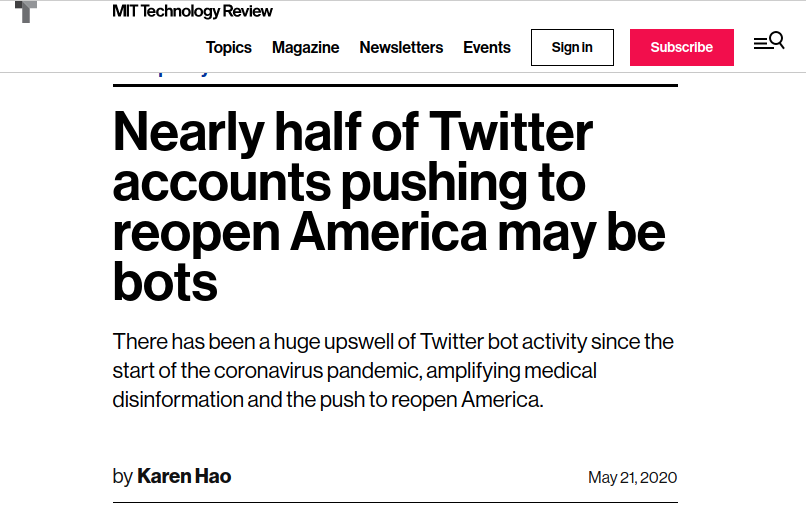 MIT Technology Review
Topics Magazine Newsletters Events Sign in Subscribe
Nearly half of Twitter
accounts pushing to
reopen America may be
bots
There has been a huge upswell of Twitter bot activity since the
start of the coronavirus pandemic, amplifying medical
disinformation and the push to reopen America.
by Karen Hao May 21, 2020